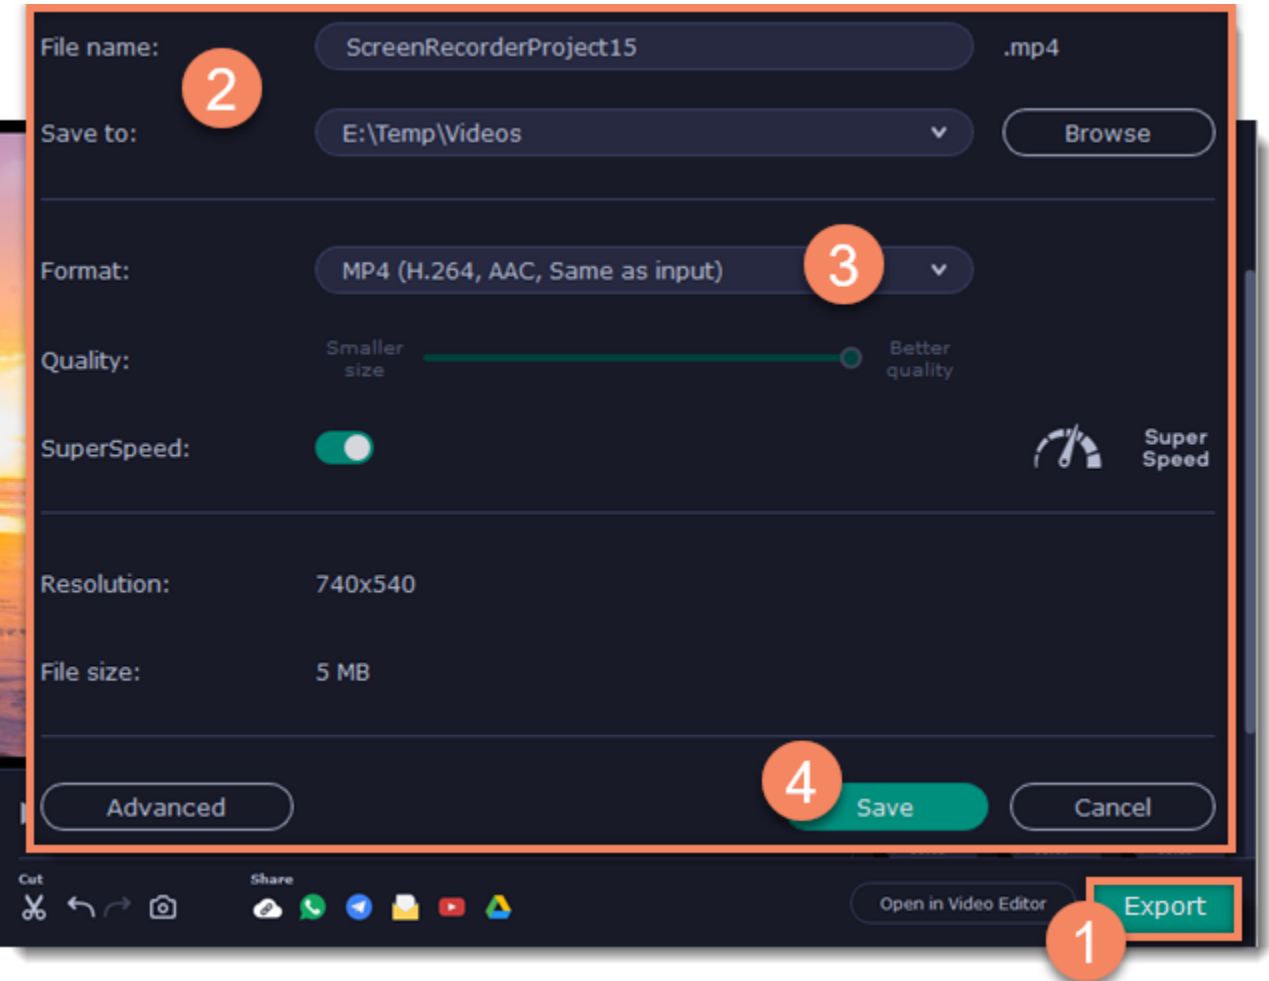 File name:
ScreenRecorderProject15
.mp4
2
Save to:
E:\Temp\Videos
Browse
Format:
MP4 (H.264, AAC, Same as input)
3
Quality:
Smaller
size
Better
quality
SuperSpeed:
Super
Speed
Resolution:
740x540
File size:
5 MB
4
Advanced
Save
Cancel
Cut
Share
Open in Video Editor
Export
1